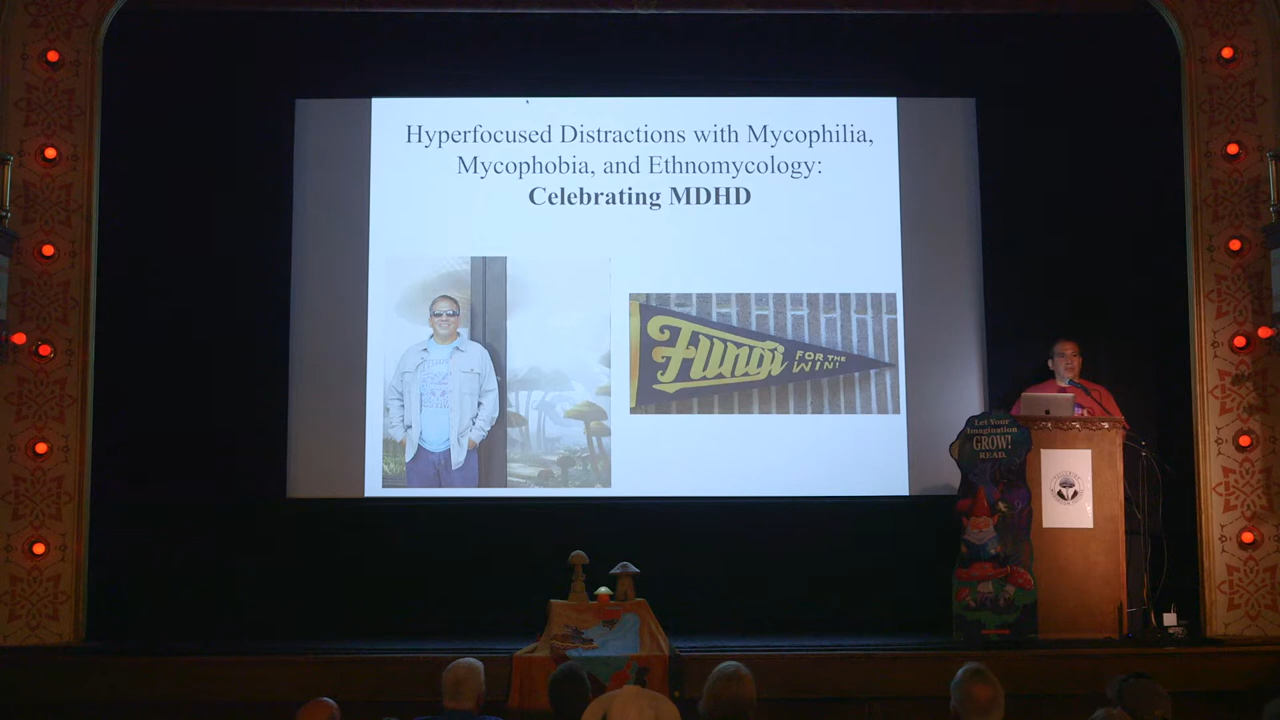 Hyperfocused Distractions with Mycophilia,
Mycophobia, and Ethnomycology:
Celebrating MDHD
Fungi
FOR THE
WIN!
Let Your
Imagination
GROW!
READ.